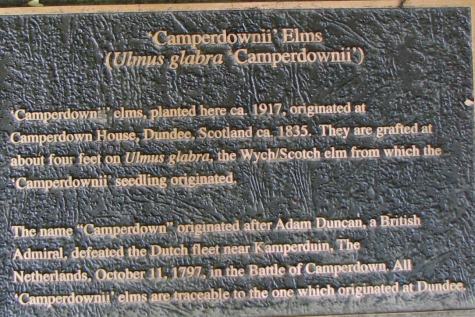 'Camperdownii' Elms
(Ulmus glabra 'Camperdownii')
'Camperdownii' elms, planted here ca. 1917, originated at
Camperdown House, Dundee, Scotland ca. 1835. They are grafted at
about four feet on Ulmus glabra, the Wych/Scotch elm from which the
'Camperdownii' seedling originated.
The name "Camperdown" originated after Adam Duncan, a British
Admiral, defeated the Dutch fleet near Kamperduin, The
Netherlands, October 11, 1797, in the Battle of Camperdown. All
'Camperdownii' elms are traceable to the one which originated at Dundee.